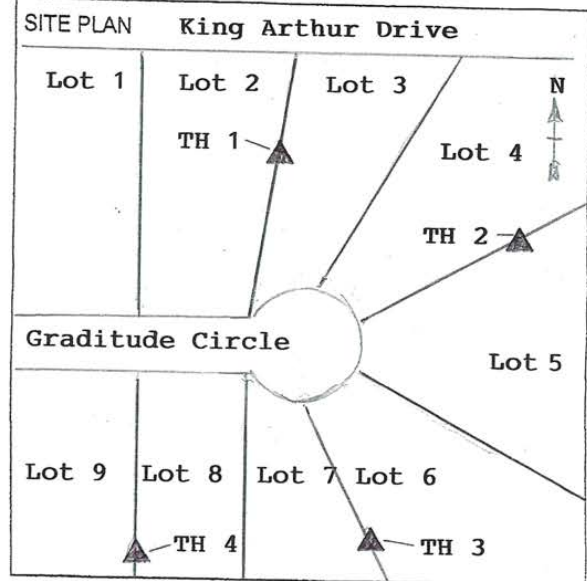 SITE PLAN King Arthur Drive
Lot 1 Lot 2 Lot 3 N
TH 1
Lot 4
TH 2
Graditude Circle
Lot 5
Lot 9 Lot 8 Lot 7 Lot 6
TH 4 TH 3